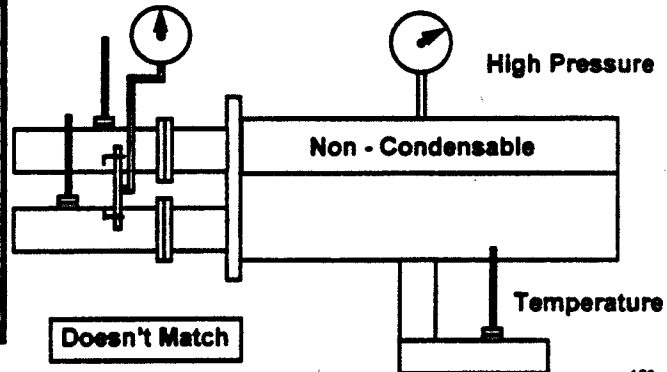 High Pressure
Non - Condensable
Temperature
Doesn't Match